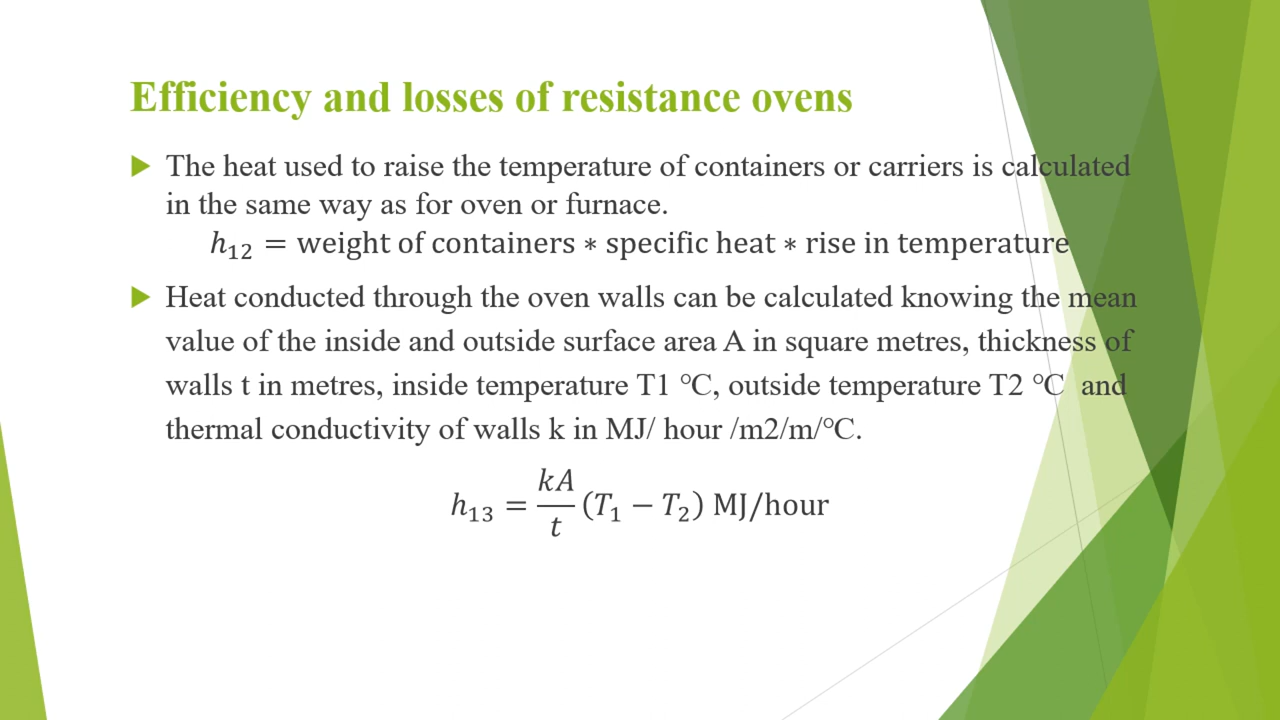 Efficiency and losses of resistance ovens
The heat used to raise the temperature of containers or carriers is calculated
in the same way as for oven or furnace.
h₁₂ = weight of containers ∗ specific heat ∗ rise in temperature
Heat conducted through the oven walls can be calculated knowing the mean
value of the inside and outside surface area A in square metres, thickness of
walls t in metres, inside temperature T1 ℃, outside temperature T2 ℃ and
thermal conductivity of walls k in MJ/ hour /m2/m/℃.
h₁₃ = kA/t (T₁ − T₂) MJ/hour